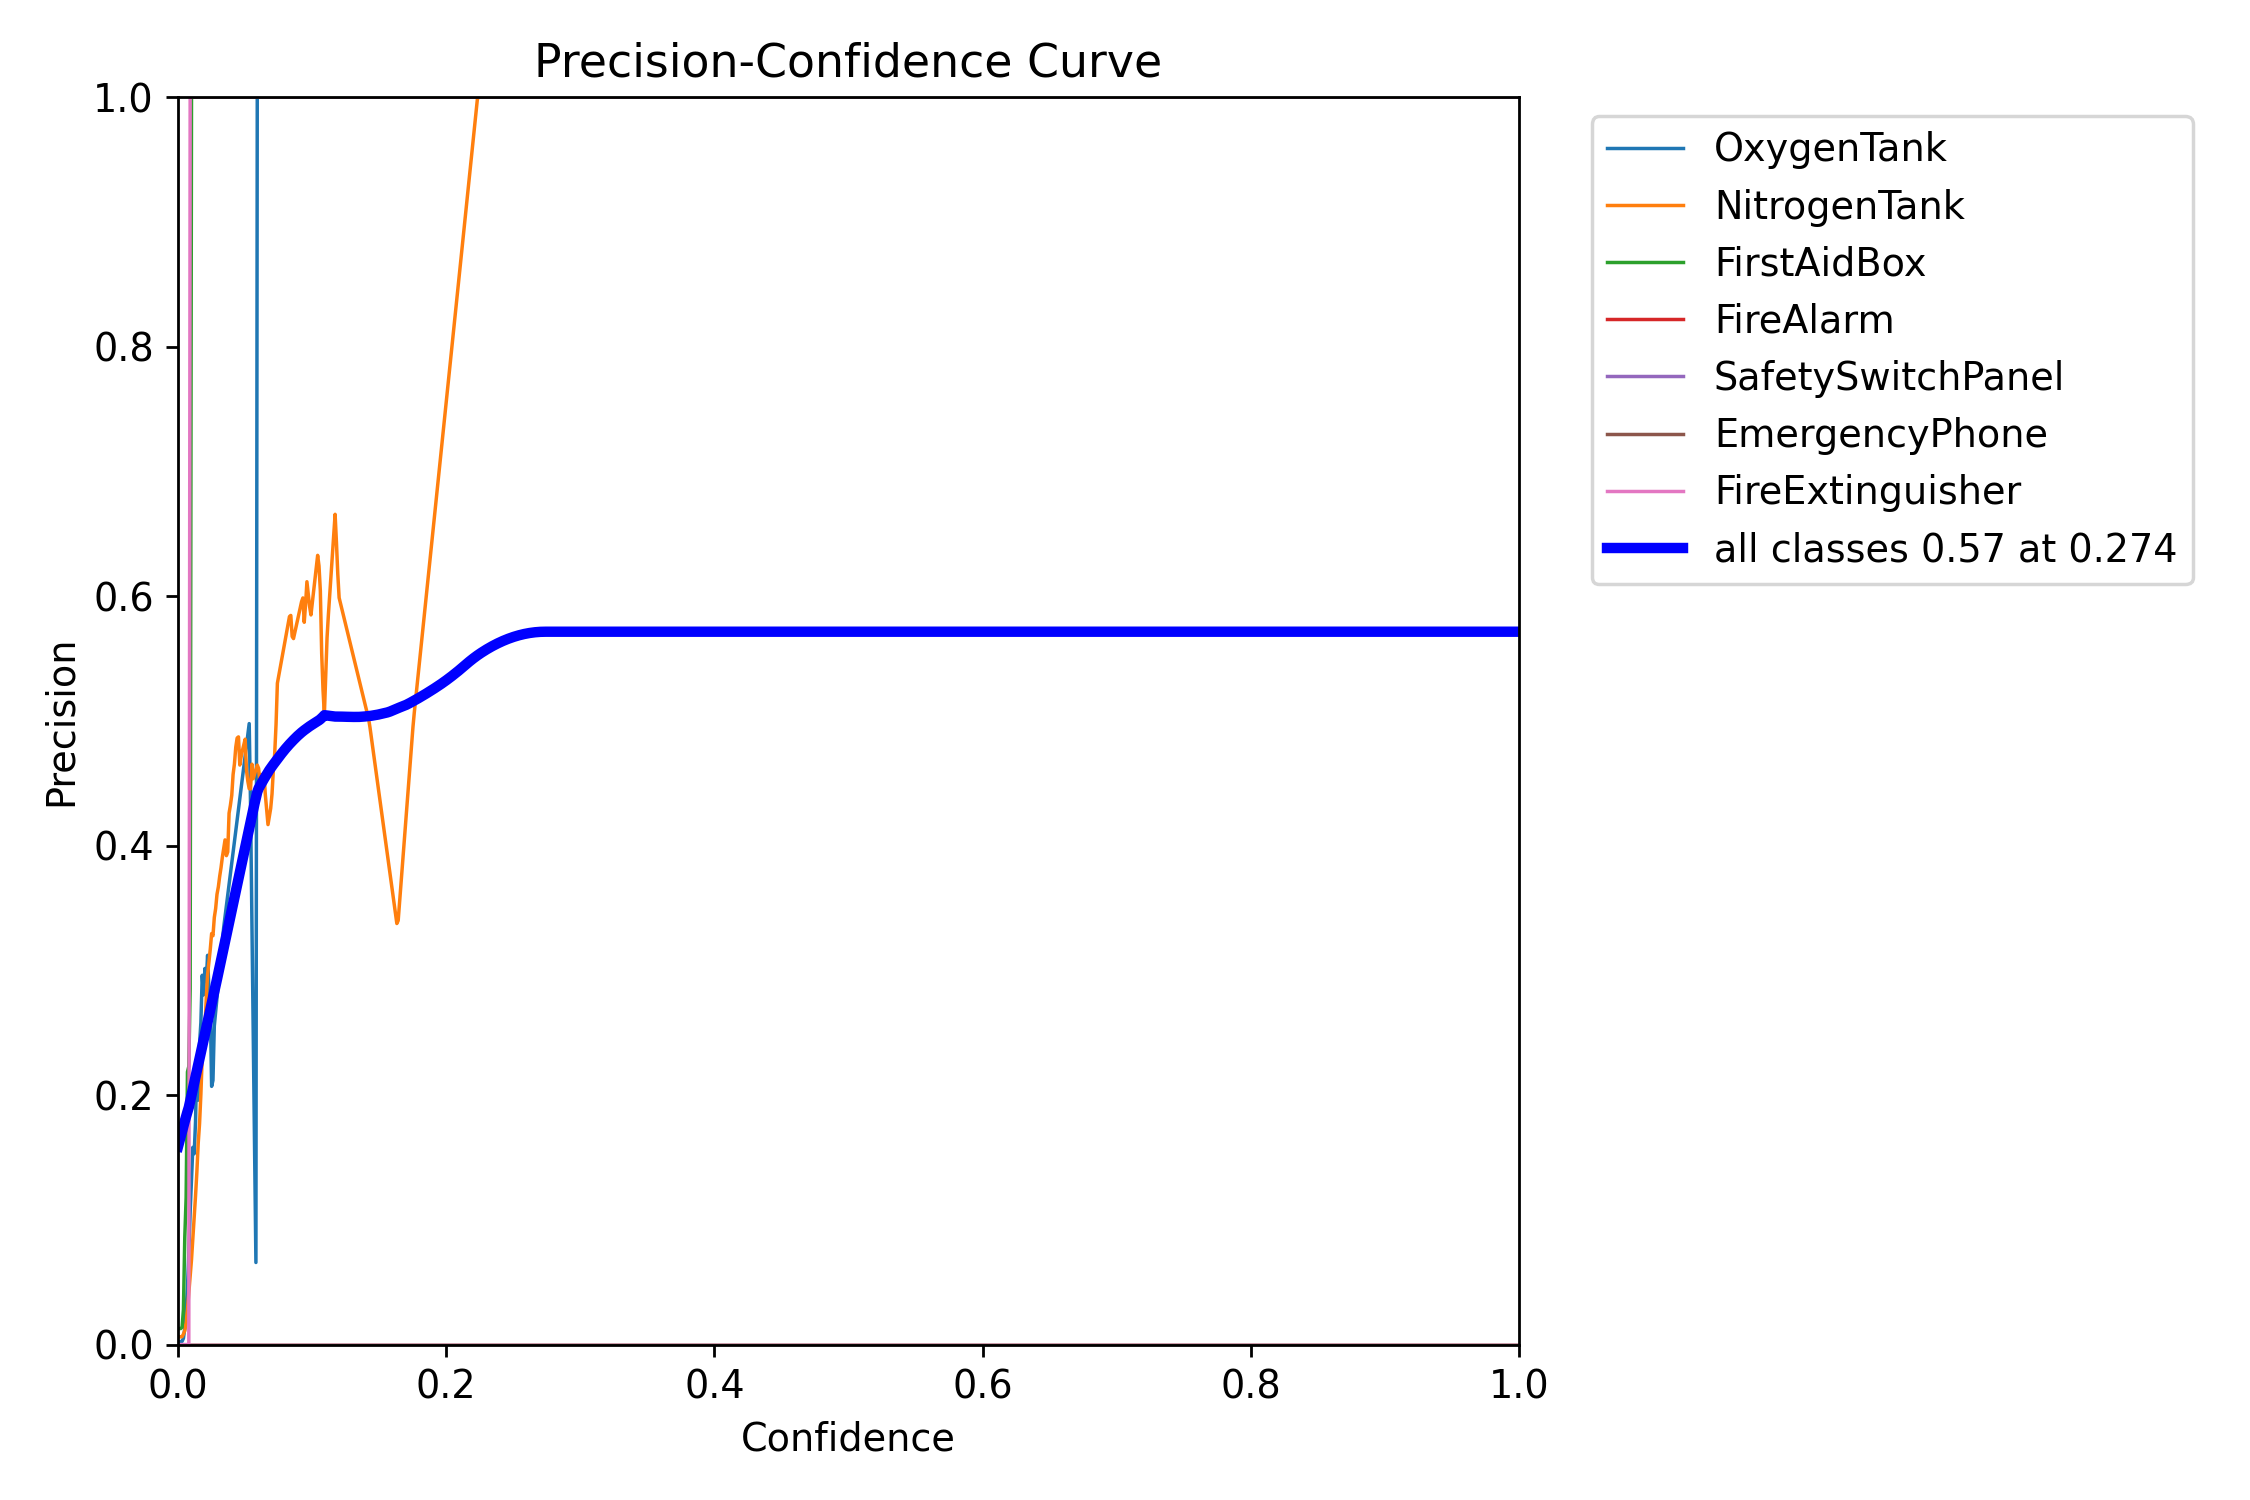 Precision-Confidence Curve
1.0
0.8
0.6
0.4
0.2
0.0
Precision
0.0 0.2 0.4 0.6 0.8 1.0
Confidence
OxygenTank
NitrogenTank
FirstAidBox
FireAlarm
SafetySwitchPanel
EmergencyPhone
FireExtinguisher
all classes 0.57 at 0.274